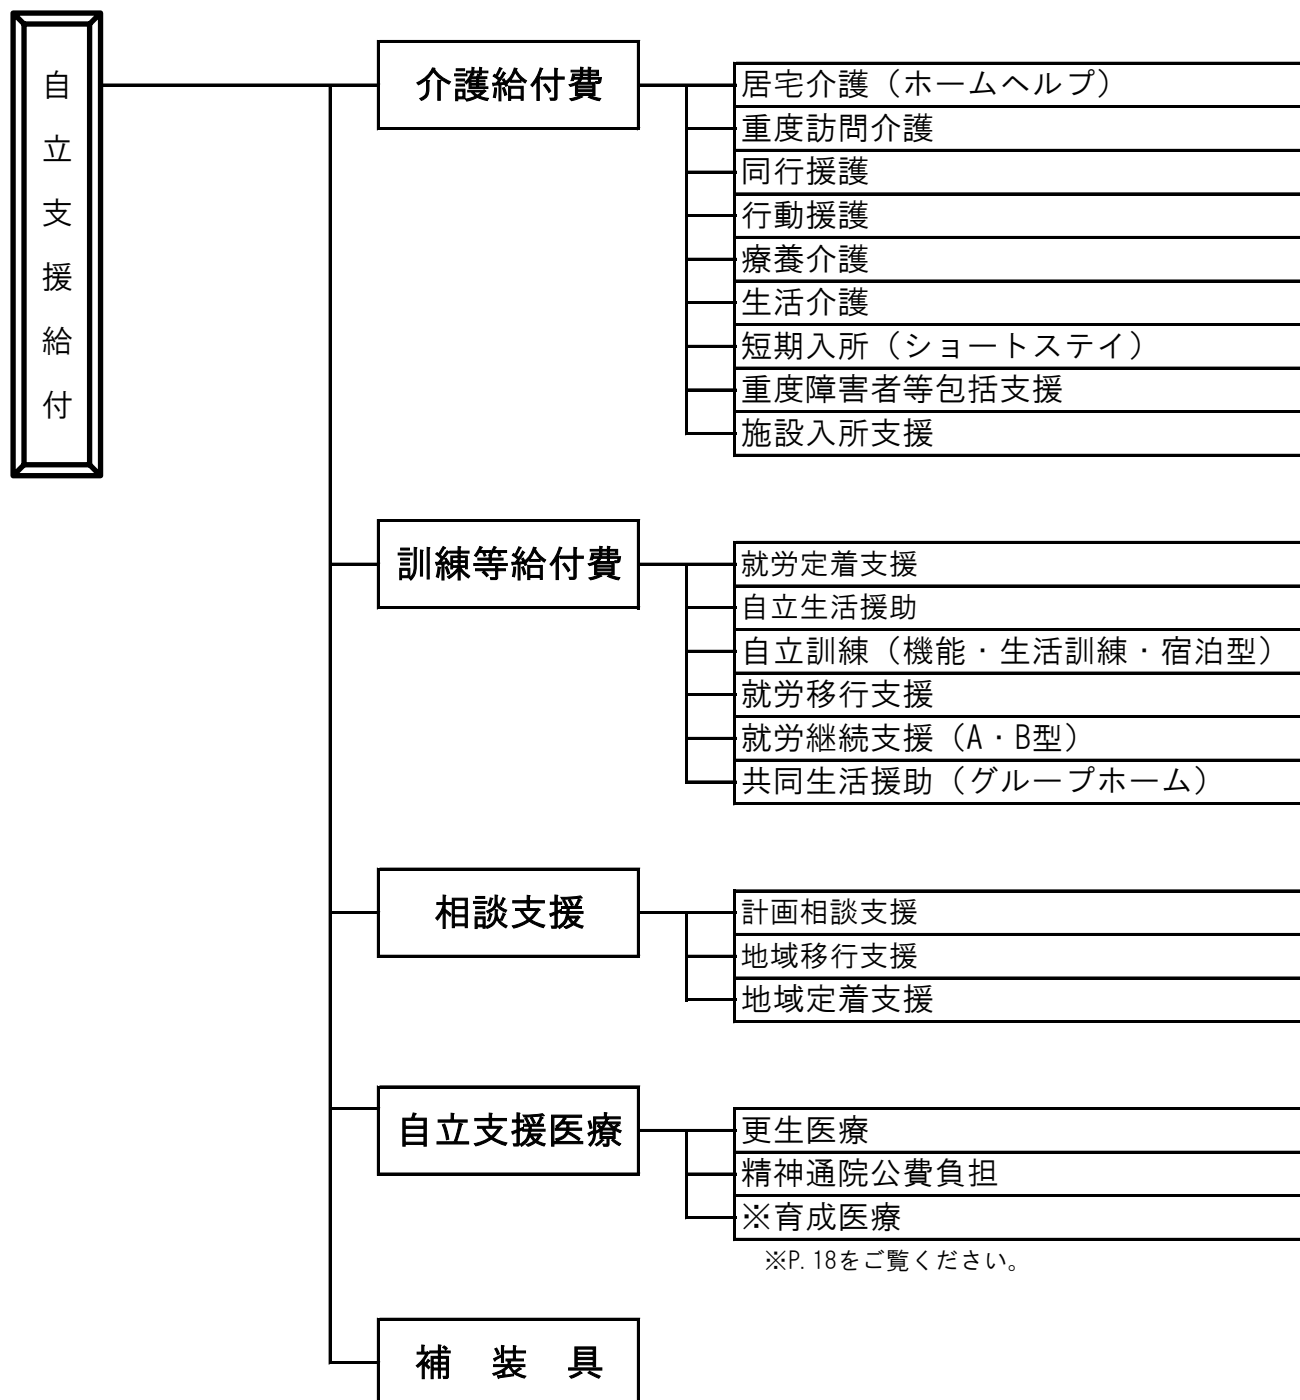 自立支援給付
介護給付費
居宅介護（ホームヘルプ）
重度訪問介護
同行援護
行動援護
療養介護
生活介護
短期入所（ショートステイ）
重度障害者等包括支援
施設入所支援
訓練等給付費
就労定着支援
自立生活援助
自立訓練（機能・生活訓練・宿泊型）
就労移行支援
就労継続支援（A・B型）
共同生活援助（グループホーム）
相談支援
計画相談支援
地域移行支援
地域定着支援
自立支援医療
更生医療
精神通院公費負担
※育成医療
※P.18をご覧ください。
補　装　具